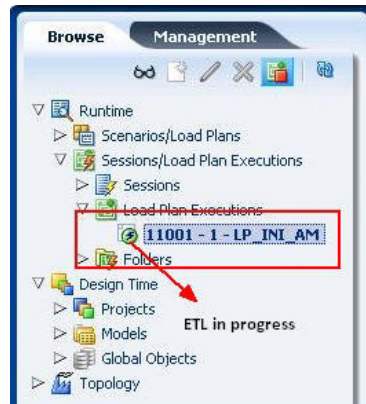 Browse Management
Runtime
Scenarios/Load Plans
Sessions/Load Plan Executions
Sessions
Load Plan Executions
11001 - 1 - LP_INI_AM
Folders
Design Time
Projects
ETL in progress
Models
Global Objects
Topology